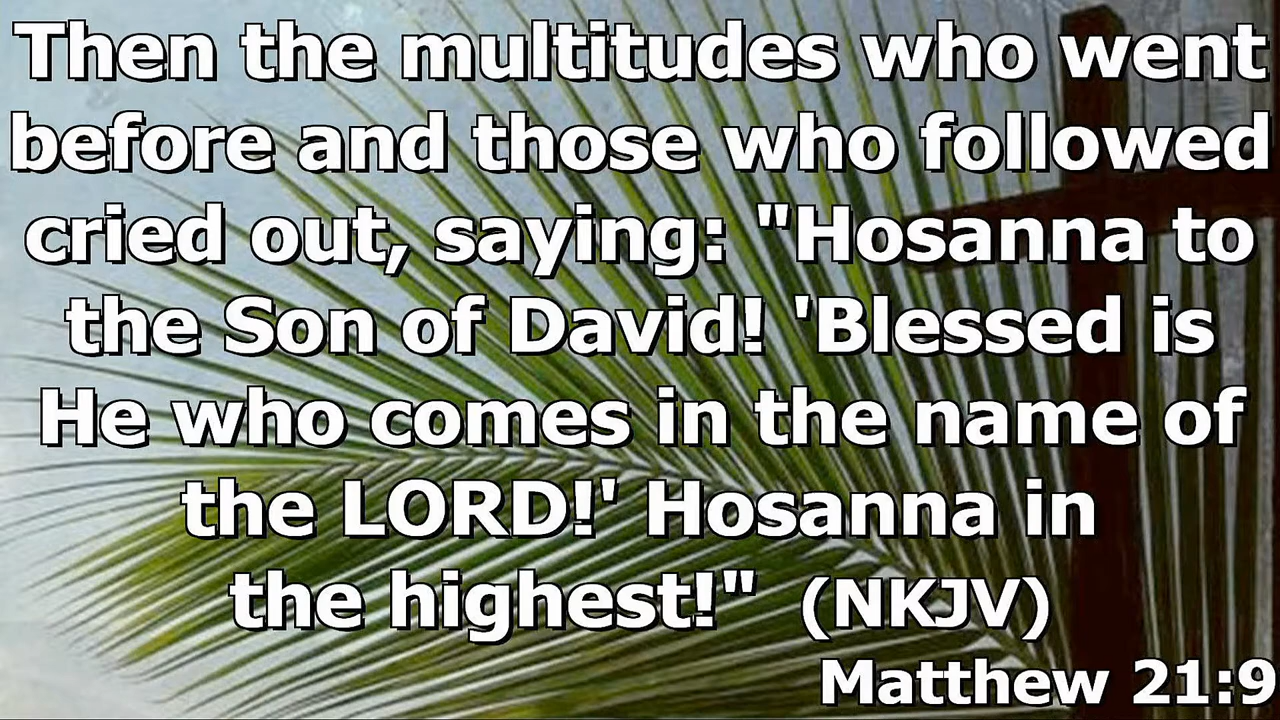 Then the multitudes who went
before and those who followed
cried out, saying: "Hosanna to
the Son of David! 'Blessed is
He who comes in the name of
the LORD!' Hosanna in
the highest!" (NKJV)
Matthew 21:9